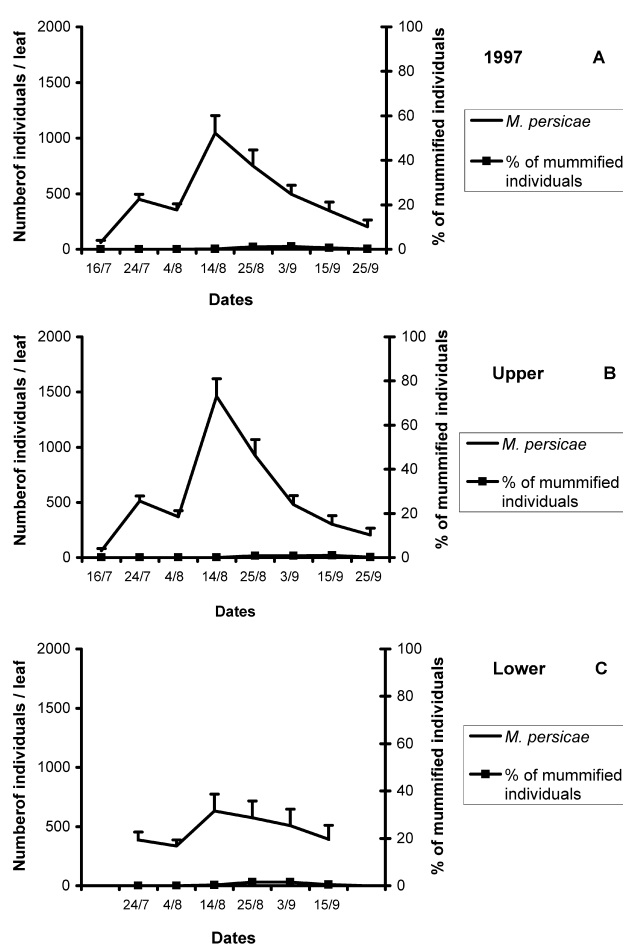 1997 A
Number of individuals / leaf
2000
1500
1000
500
0
% of mummified individuals
100
80
60
40
20
0
M. persicae
% of mummified
individuals
16/7 24/7 4/8 14/8 25/8 3/9 15/9 25/9
Dates
Upper B
Numberof individuals / leaf
2000
1500
1000
500
0
% of mummified individuals
100
80
60
40
20
0
M. persicae
% of mummified
individuals
16/7 24/7 4/8 14/8 25/8 3/9 15/9 25/9
Dates
Lower C
Numberof individuals / leaf
2000
1500
1000
500
0
% of mummified individuals
100
80
60
40
20
0
M. persicae
% of mummified
individuals
24/7 4/8 14/8 25/8 3/9 15/9
Dates